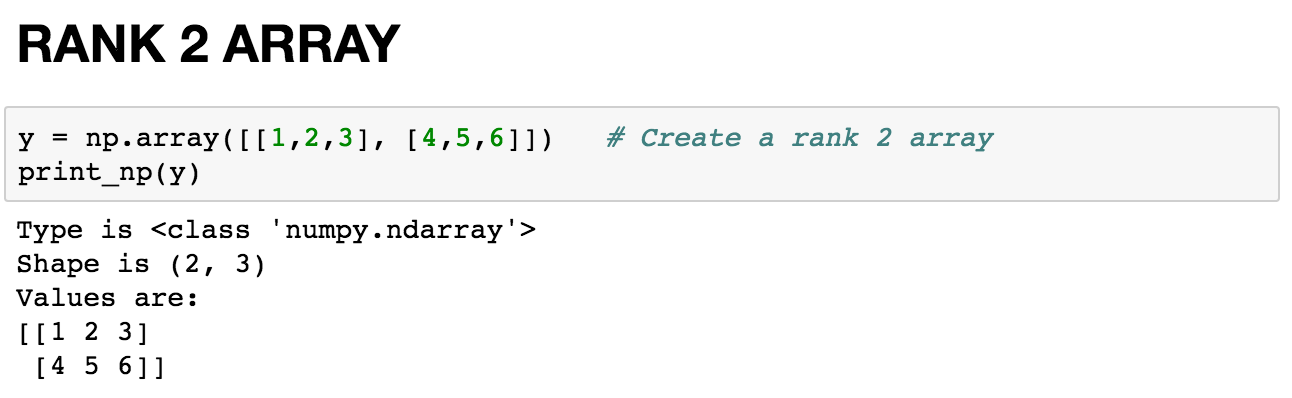 RANK 2 ARRAY
y = np.array([[1,2,3], [4,5,6]])   # Create a rank 2 array
print_np(y)
Type is <class 'numpy.ndarray'>
Shape is (2, 3)
Values are:
[[1 2 3]
 [4 5 6]]